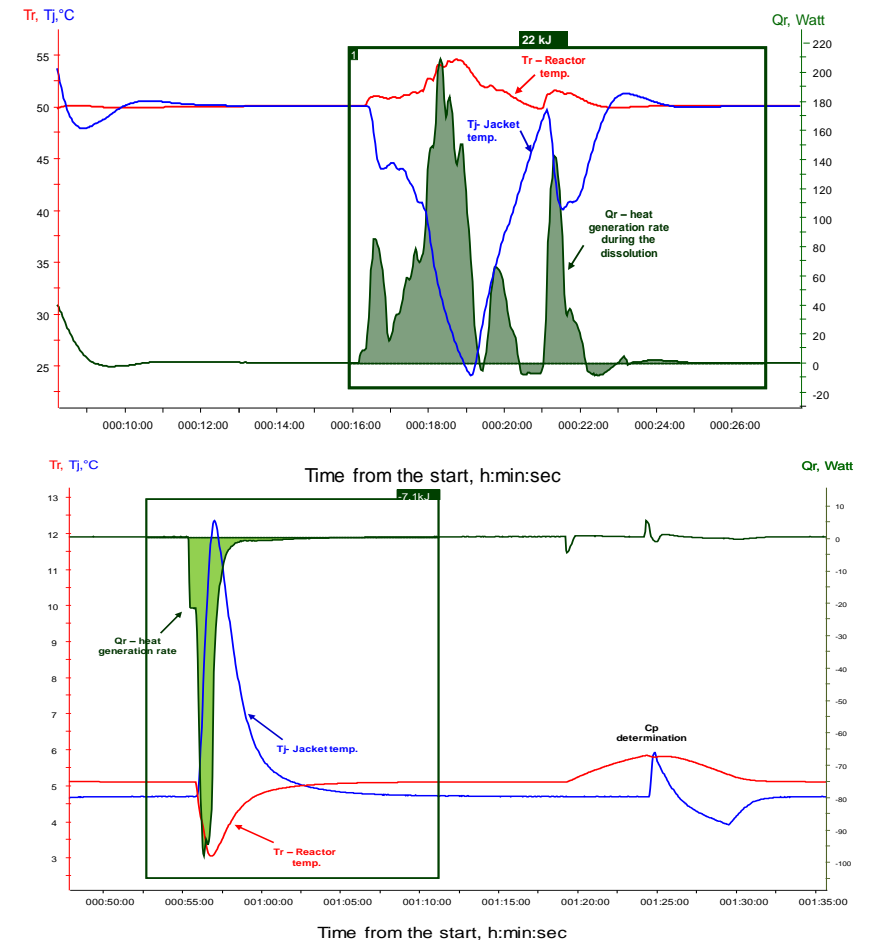 Tr, Tj,°C
Qr, Watt
22 kJ
1
Tr – Reactor
temp.
Tj- Jacket
temp.
Qr – heat
generation rate
during the
dissolution
55
50
45
40
35
30
25
220
200
180
160
140
120
100
80
60
40
20
0
-20
000:10:00 000:12:00 000:14:00 000:16:00 000:18:00 000:20:00 000:22:00 000:24:00 000:26:00
Time from the start, h:min:sec
Tr, Tj,°C
Qr, Watt
-7.1kJ
13
12
11
10
9
8
7
6
5
4
3
10
0
-10
-20
-30
-40
-50
-60
-70
-80
-90
-100
Qr – heat
generation rate
Tj- Jacket temp.
Tr – Reactor
temp.
Cp
determination
000:50:00 000:55:00 001:00:00 001:05:00 001:10:00 001:15:00 001:20:00 001:25:00 001:30:00 001:35:00
Time from the start, h:min:sec